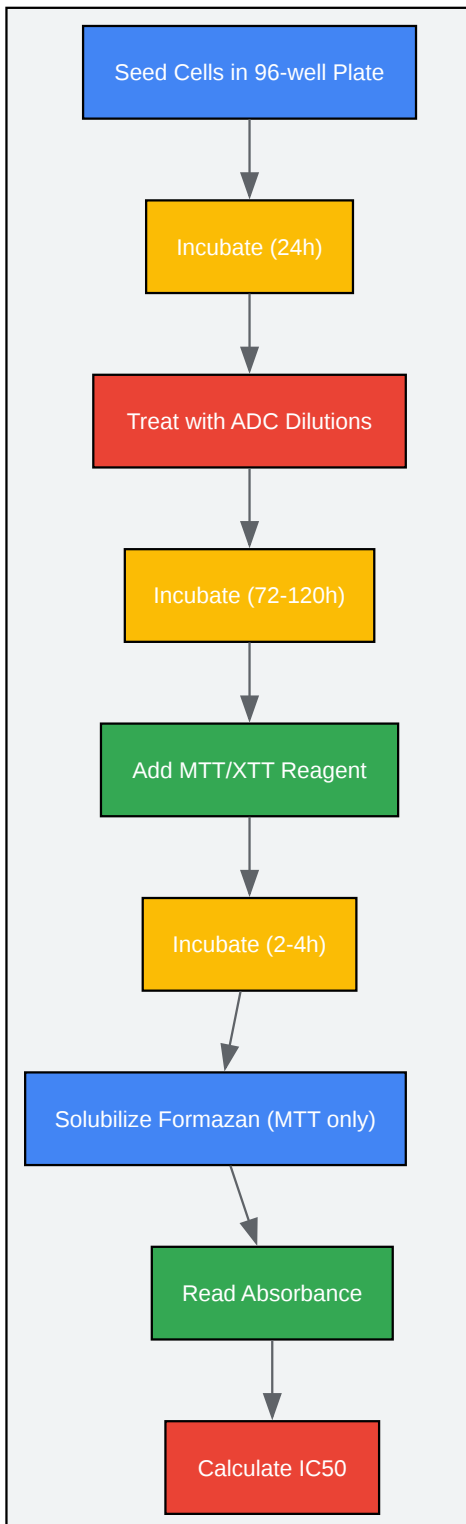 Seed Cells in 96-well Plate
Incubate (24h)
Treat with ADC Dilutions
Incubate (72-120h)
Add MTT/XTT Reagent
Incubate (2-4h)
Solubilize Formazan (MTT only)
Read Absorbance
Calculate IC50